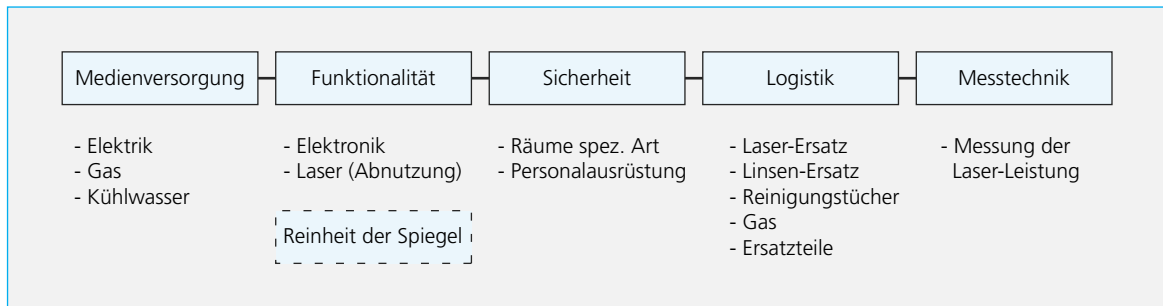 Medienversorgung
Funktionalität
Sicherheit
Logistik
Messtechnik
- Elektrik
- Gas
- Kühlwasser
- Elektronik
- Laser (Abnutzung)
Reinheit der Spiegel
- Räume spez. Art
- Personalausrüstung
- Laser-Ersatz
- Linsen-Ersatz
- Reinigungstücher
- Gas
- Ersatzteile
- Messung der
Laser-Leistung